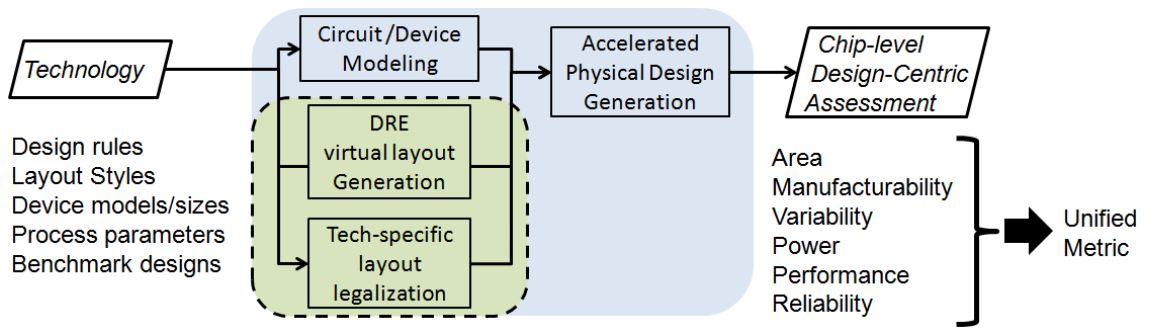 Technology
Circuit/Device
Modeling
Accelerated
Physical Design
Generation
Chip-level
Design-Centric
Assessment
DRE
virtual layout
Generation
Tech-specific
layout
legalization
Design rules
Layout Styles
Device models/sizes
Process parameters
Benchmark designs
Area
Manufacturability
Variability
Power
Performance
Reliability
Unified
Metric